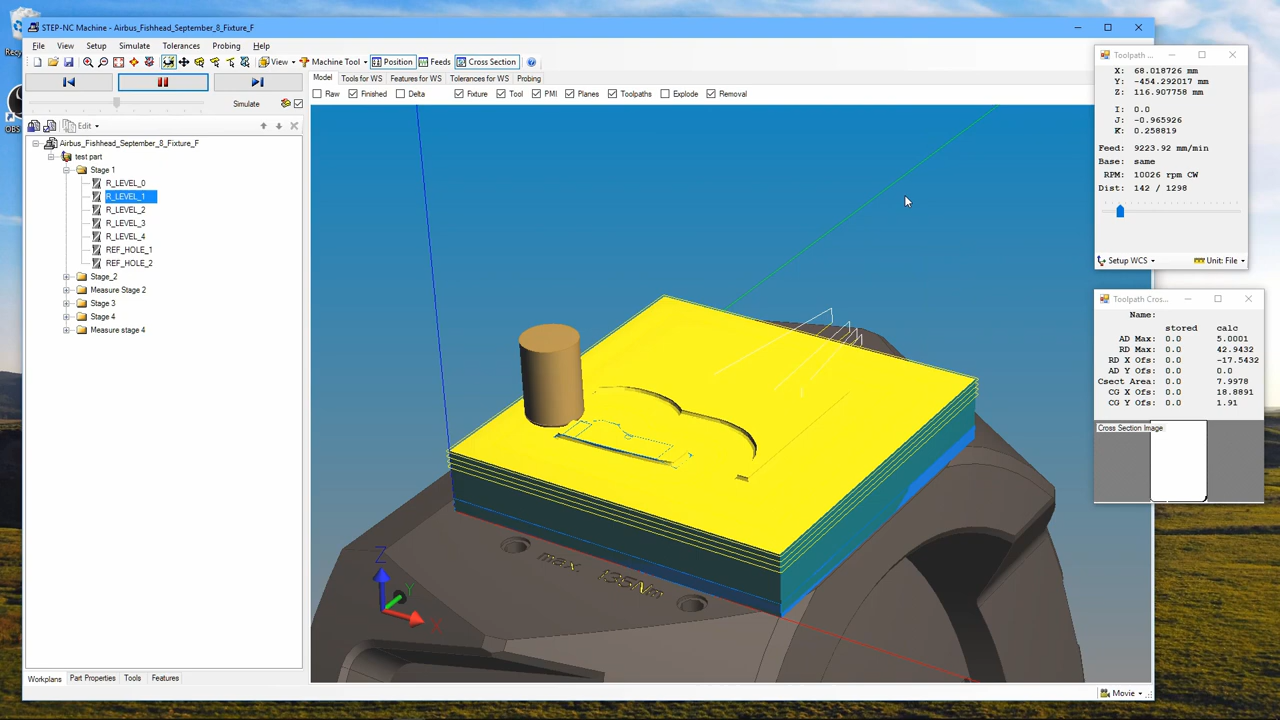 STEP-NC Machine - Airbus_Fishhead_September_8_Fixture_F
File View Setup Simulate Tolerances Probing Help
View Machine Tool Position Feeds Cross Section
Simulate
Edit
Airbus_Fishhead_September_8_Fixture_F
test part
Stage 1
R_LEVEL_0
R_LEVEL_1
R_LEVEL_2
R_LEVEL_3
R_LEVEL_4
REF_HOLE_1
REF_HOLE_2
Stage_2
Measure Stage 2
Stage 3
Stage 4
Measure stage 4
Workplans Part Properties Tools Features
Model Tools for WS Features for WS Tolerances for WS Probing
Raw Finished Delta Fixture Tool PMI Planes Toolpaths Explode Removal
max. 135Nm
Z
Y
X
Toolpath
X: 68.018726 mm
Y: -454.292017 mm
Z: 116.907758 mm
I: 0.0
J: -0.965926
K: 0.258819
Feed: 9223.92 mm/min
Base: same
RPM: 10026 rpm CW
Dist: 142 / 1298
Setup WCS Unit: File
Toolpath Cros...
Name:
stored calc
AD Max: 0.0 5.0001
RD Max: 0.0 42.9432
RD X Ofs: 0.0 -17.5432
AD Y Ofs: 0.0 0.0
Csect Area: 0.0 7.9978
CG X Ofs: 0.0 18.8891
CG Y Ofs: 0.0 1.91
Cross Section Image
Movie
OBS